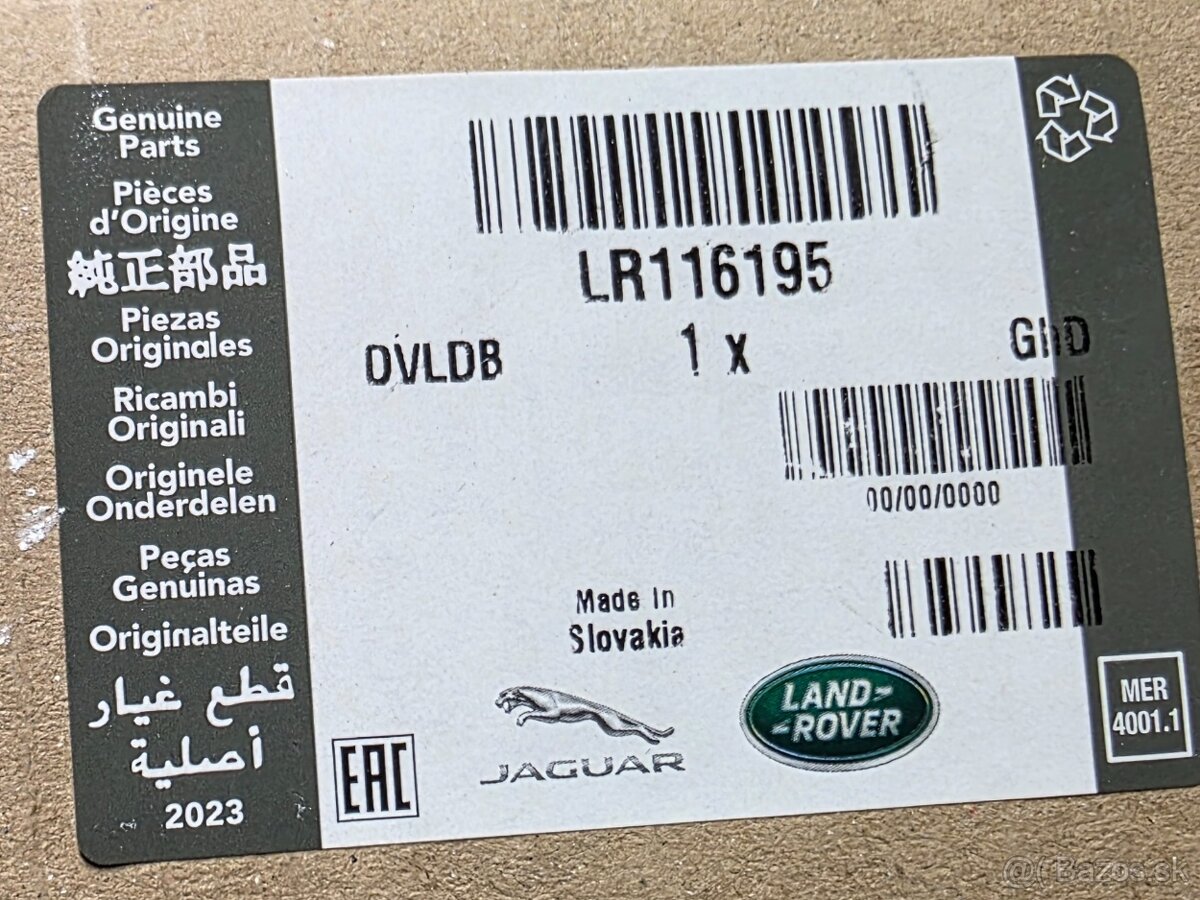 Genuine
Parts
Pièces
d'Origine
純正部品
Piezas
Originales
Ricambi
Originali
Originele
Onderdelen
Peças
Genuinas
Originalteile
قطع غيار
أصلية
2023
LR116195
DVLDB 1 x GhD
00/00/0000
Made In
Slovakia
EAC
JAGUAR
LAND-
-ROVER
MER
4001.1
Bazos.sk